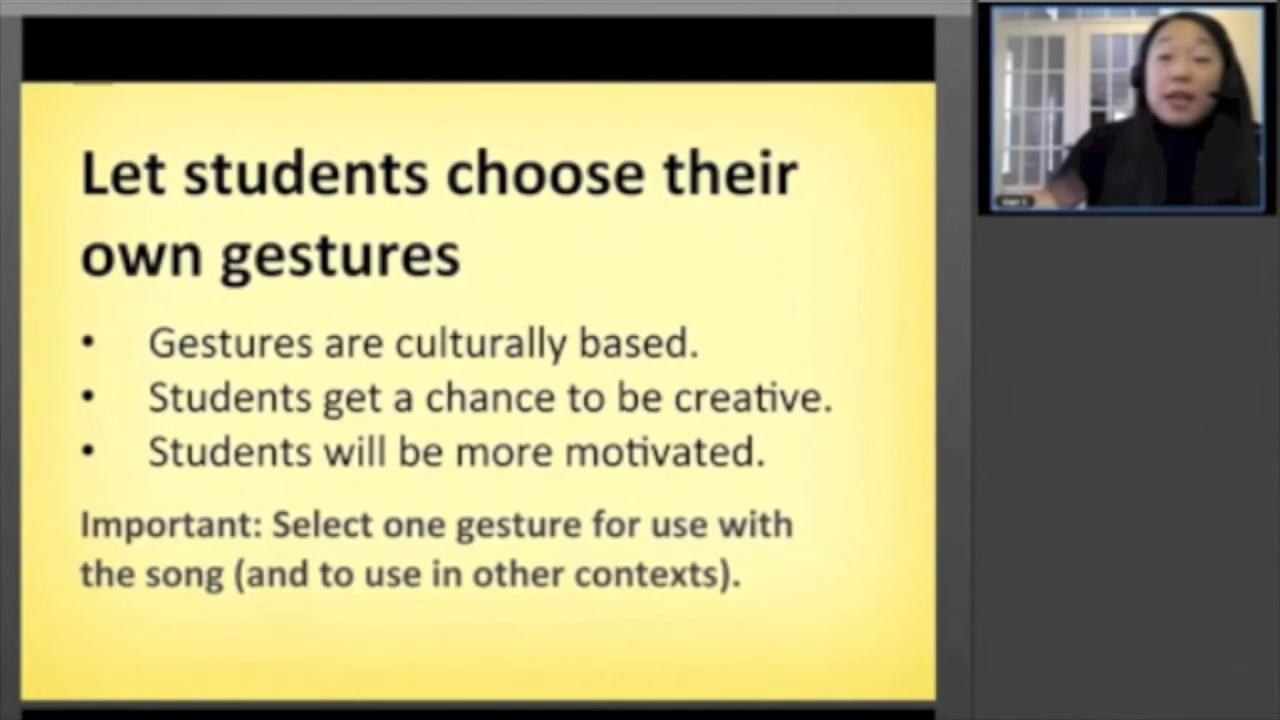 Let students choose their
own gestures
• Gestures are culturally based.
• Students get a chance to be creative.
• Students will be more motivated.
Important: Select one gesture for use with
the song (and to use in other contexts).